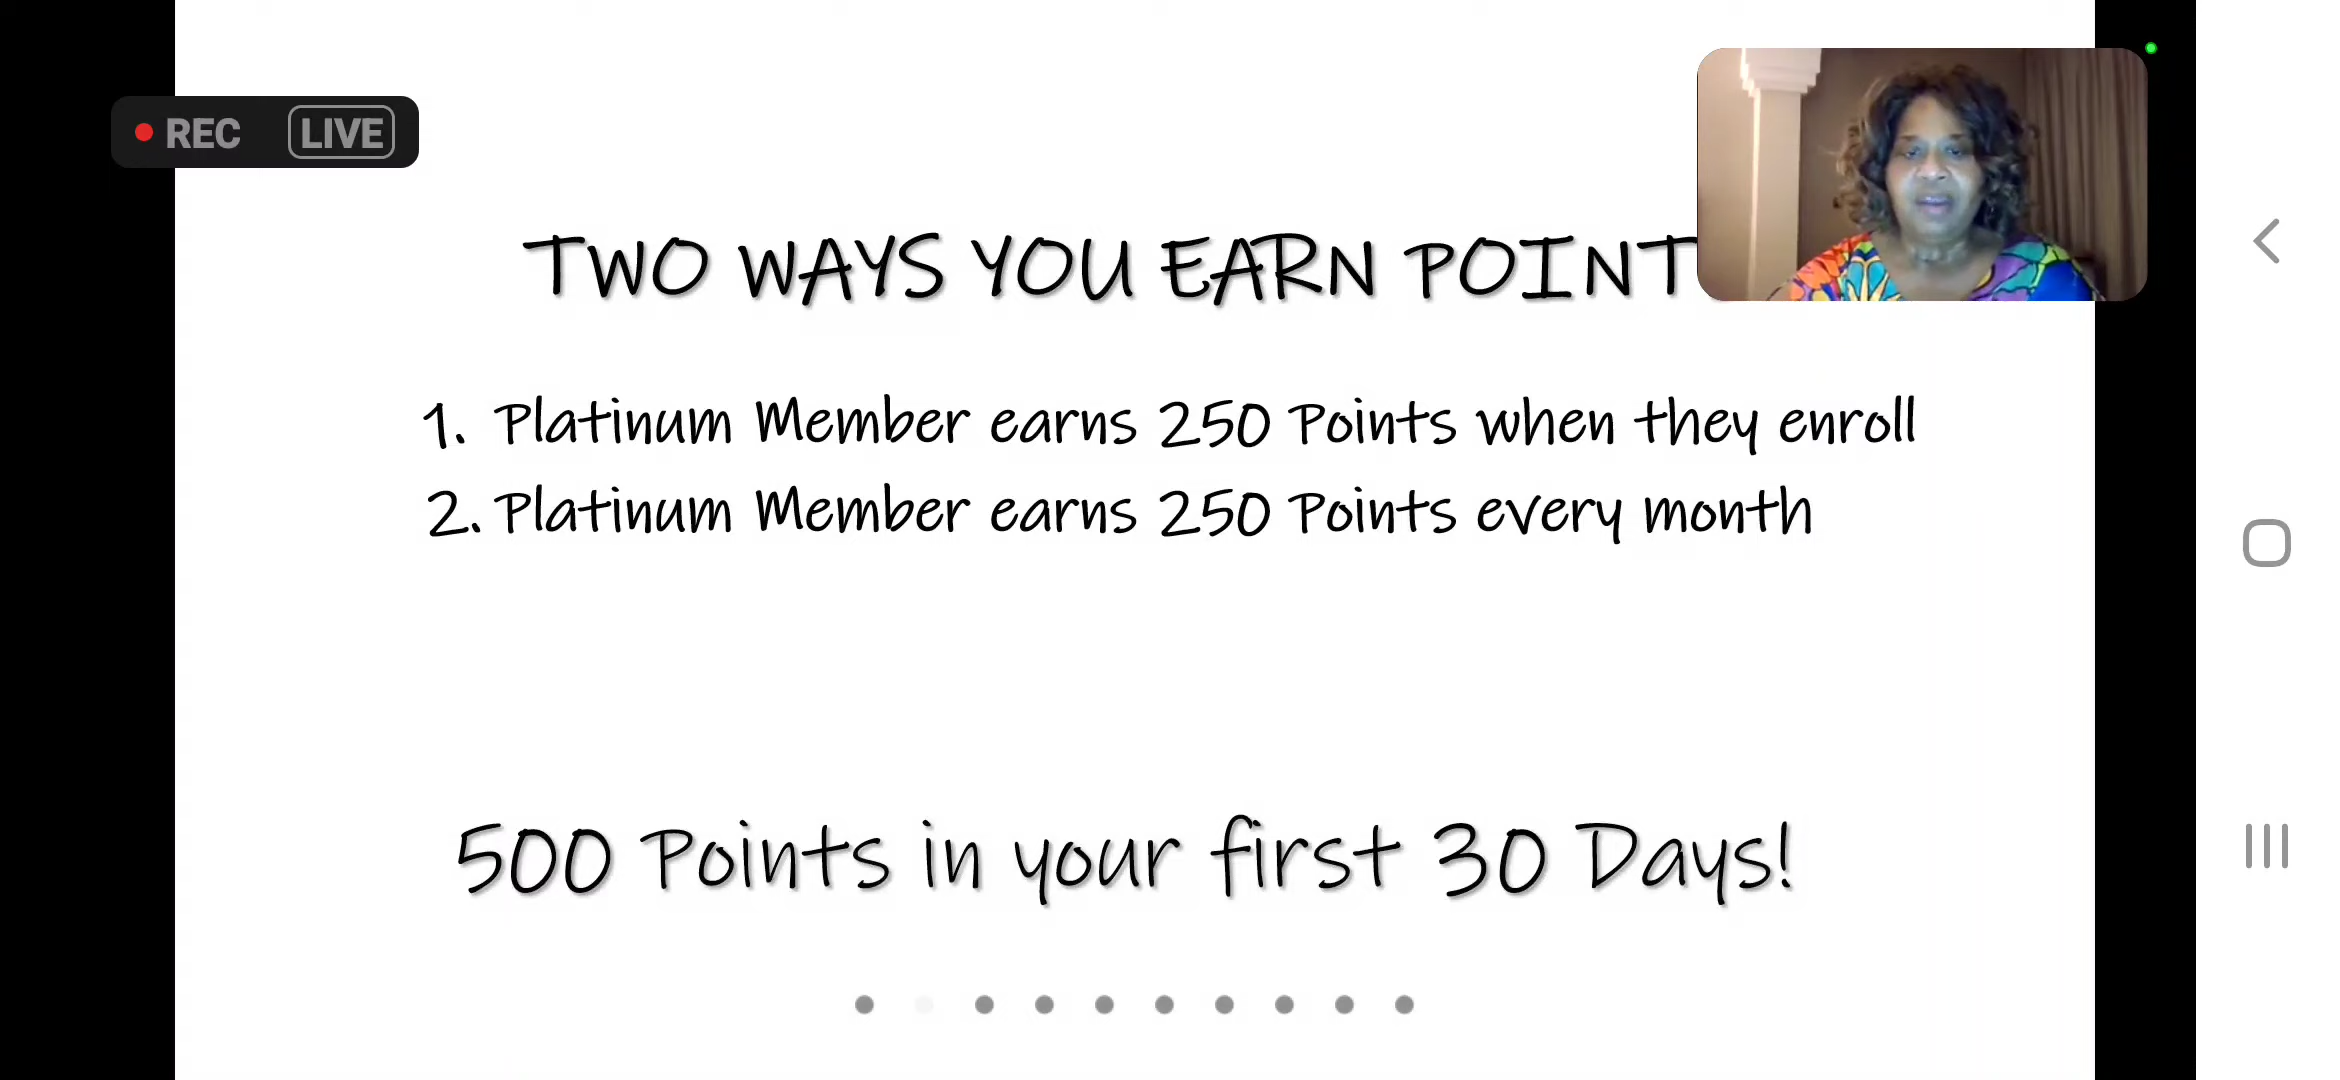 REC LIVE
TWO WAYS YOU EARN POINT
1. Platinum Member earns 250 Points when they enroll
2. Platinum Member earns 250 Points every month
500 Points in your first 30 Days!